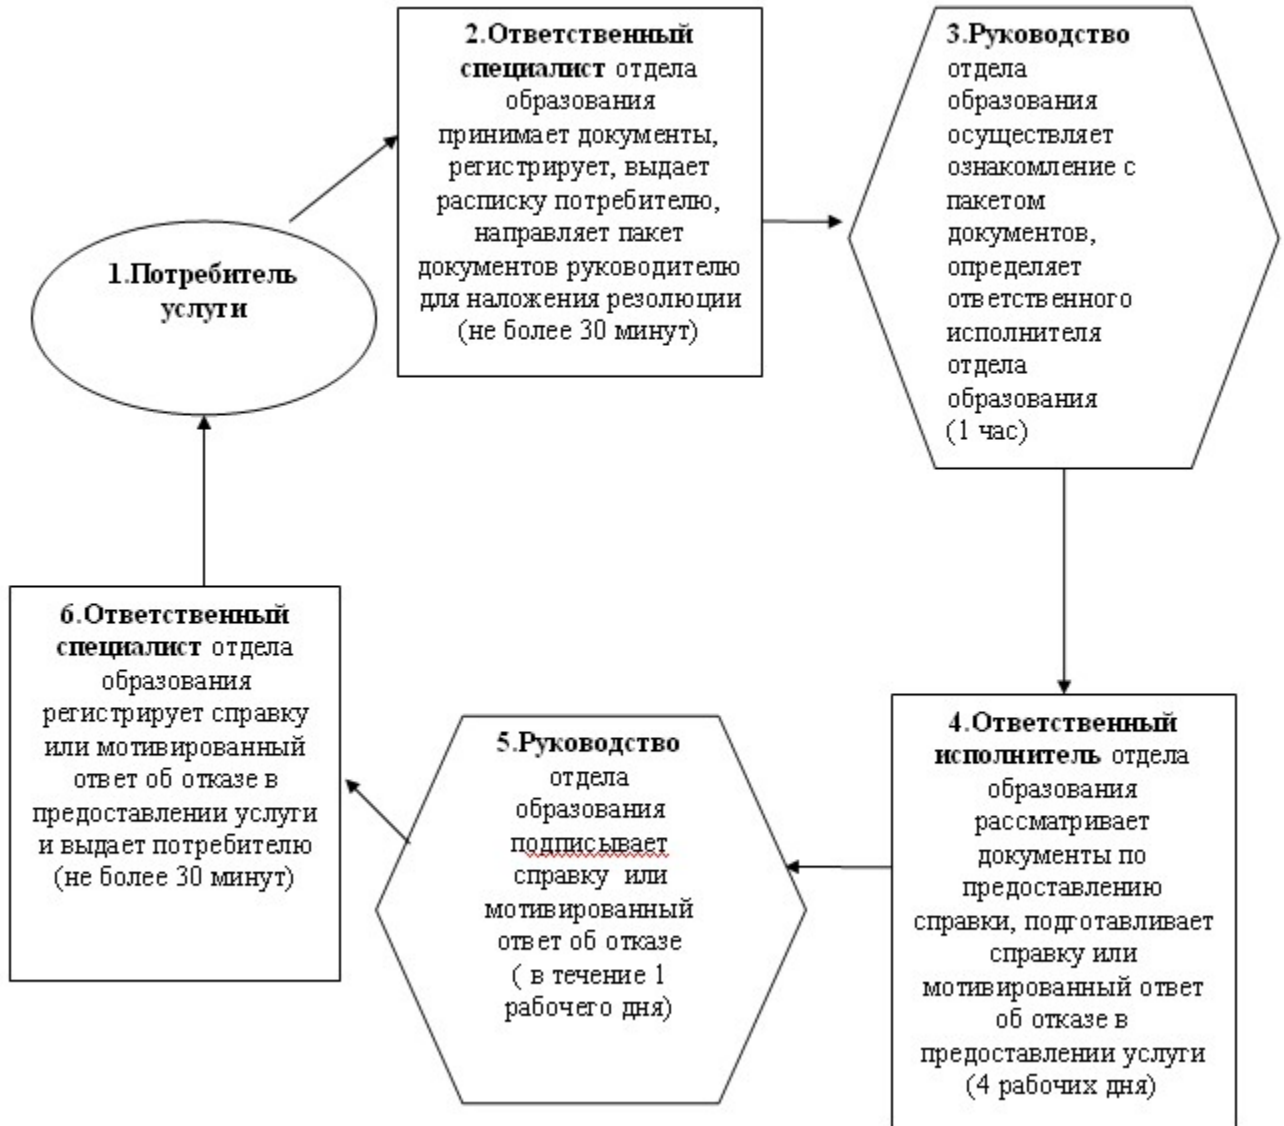 1.Потребитель
услуги
2.Ответственный
специалист отдела
образования
принимает документы,
регистрирует, выдает
расписку потребителю,
направляет пакет
документов руководителю
для наложения резолюции
(не более 30 минут)
3.Руководство
отдела
образования
осуществляет
ознакомление с
пакетом
документов,
определяет
ответственного
исполнителя
отдела
образования
(1 час)
4.Ответственный
исполнитель отдела
образования
рассматривает
документы по
предоставлению
справки, подготавливает
справку или
мотивированный ответ
об отказе в
предоставлении услуги
(4 рабочих дня)
5.Руководство
отдела
образования
подписывает
справку или
мотивированный
ответ об отказе
( в течение 1
рабочего дня)
6.Ответственный
специалист отдела
образования
регистрирует справку
или мотивированный
ответ об отказе в
предоставлении услуги
и выдает потребителю
(не более 30 минут)